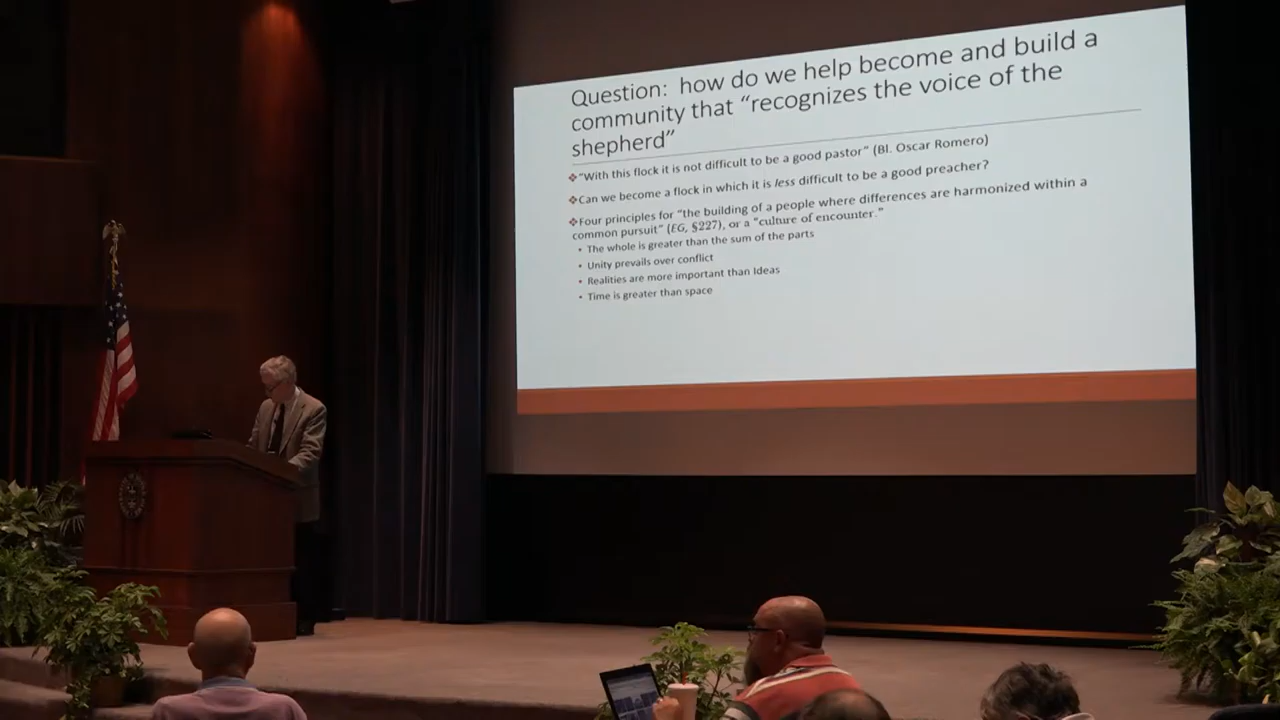 Question: how do we help become and build a
community that “recognizes the voice of the
shepherd”
“With this flock it is not difficult to be a good pastor” (Bl. Oscar Romero)
Can we become a flock in which it is less difficult to be a good preacher?
Four principles for “the building of a people where differences are harmonized within a
common pursuit” (EG, §227), or a “culture of encounter.”
• The whole is greater than the sum of the parts
• Unity prevails over conflict
• Realities are more important than Ideas
• Time is greater than space